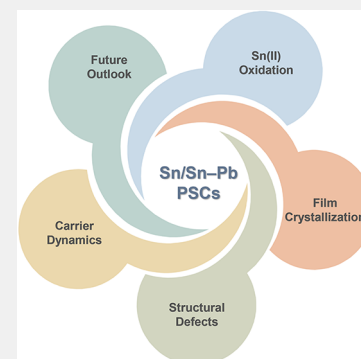 Future
Outlook
Sn(II)
Oxidation
Sn/Sn–Pb
PSCs
Film
Crystallization
Carrier
Dynamics
Structural
Defects